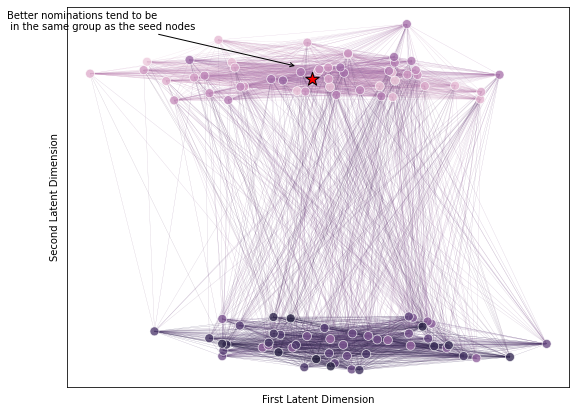 Better nominations tend to be
in the same group as the seed nodes
Second Latent Dimension
First Latent Dimension